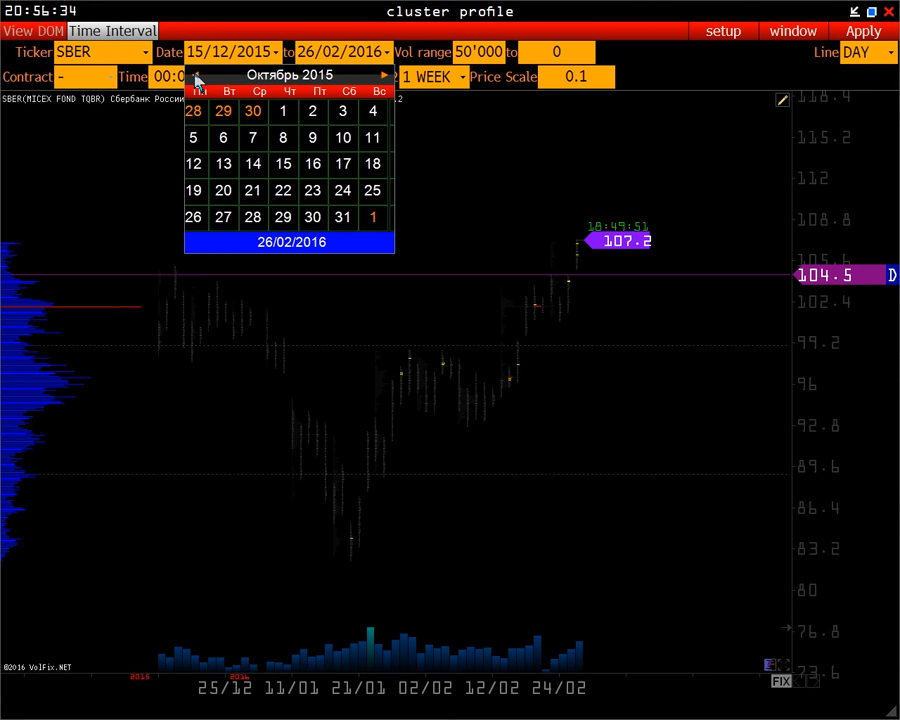 20:56:34 cluster profile
View DOM Time Interval setup window Apply
Ticker SBER Date 15/12/2015 to 26/02/2016 Vol range 50'000 to 0 Line DAY
Contract - Time 00:0 1 WEEK Price Scale 0.1
Октябрь 2015
Пн Вт Ср Чт Пт Сб Вс
28 29 30 1 2 3 4
5 6 7 8 9 10 11
12 13 14 15 16 17 18
19 20 21 22 23 24 25
26 27 28 29 30 31 1
26/02/2016
SBER(MICEX FOND TQBR) Сбербанк России
118.4
115.2
112
108.8
18:49:51
107.2
105.6
104.5 D
102.4
99.2
96
92.8
89.6
86.4
83.2
80
76.8
73.6
©2016 VolFix.NET
FIX
2015 2016
25/12 11/01 21/01 02/02 12/02 24/02